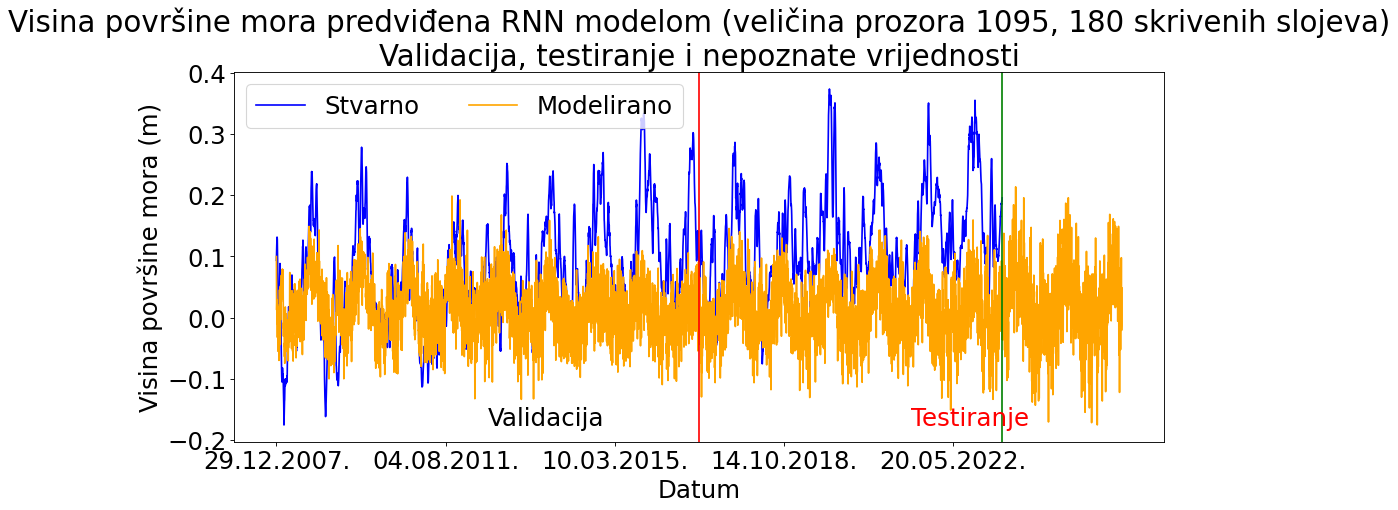 Visina površine mora predviđena RNN modelom (veličina prozora 1095, 180 skrivenih slojeva)
Validacija, testiranje i nepoznate vrijednosti
Stvarno
Modelirano
Visina površine mora (m)
0.4
0.3
0.2
0.1
0.0
−0.1
−0.2
Validacija
Testiranje
29.12.2007.
04.08.2011.
10.03.2015.
14.10.2018.
20.05.2022.
Datum